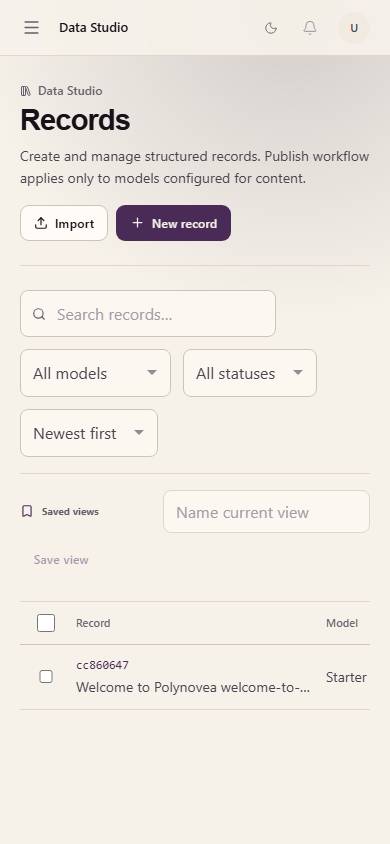 Data Studio
U
Data Studio
Records
Create and manage structured records. Publish workflow
applies only to models configured for content.
Import
New record
Search records...
All models
All statuses
Newest first
Saved views
Name current view
Save view
Record
Model
cc860647
Welcome to Polynovea welcome-to-...
Starter